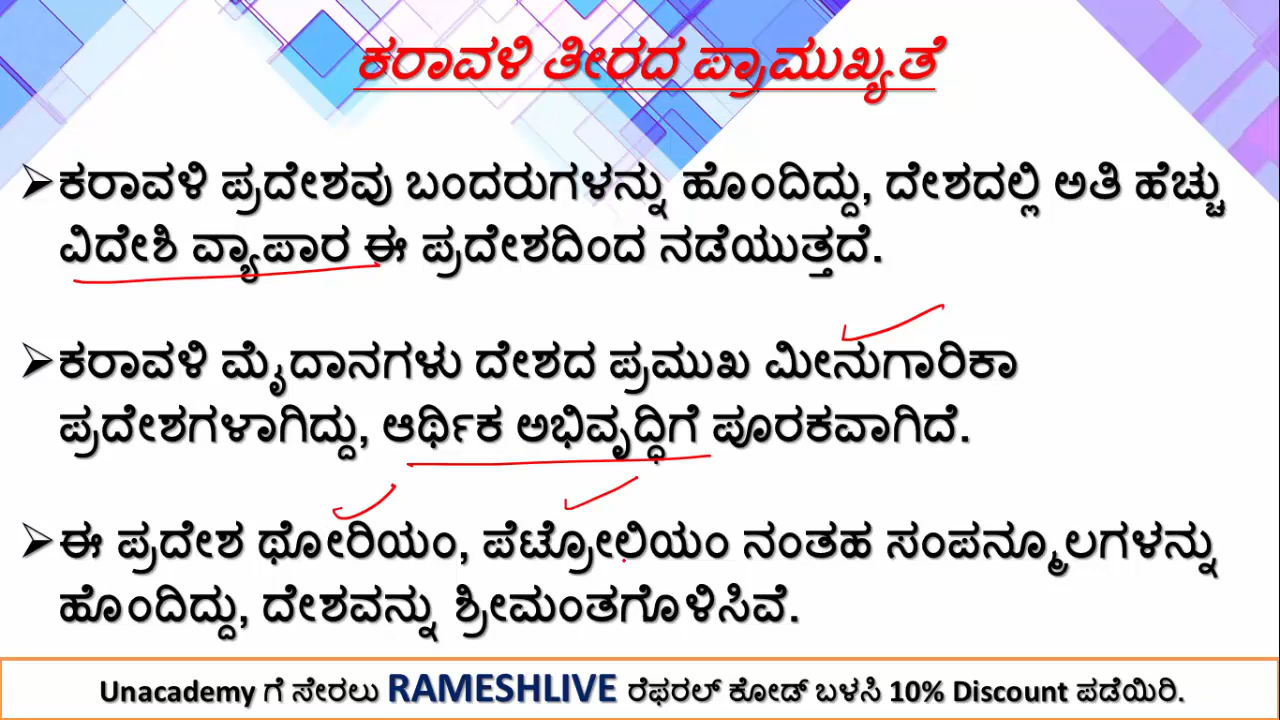 ಕರಾವಳಿ ತೀರದ ಪ್ರಾಮುಖ್ಯತೆ
➢ಕರಾವಳಿ ಪ್ರದೇಶವು ಬಂದರುಗಳನ್ನು ಹೊಂದಿದ್ದು, ದೇಶದಲ್ಲಿ ಅತಿ ಹೆಚ್ಚು
ವಿದೇಶಿ ವ್ಯಾಪಾರ ಈ ಪ್ರದೇಶದಿಂದ ನಡೆಯುತ್ತದೆ.
➢ಕರಾವಳಿ ಮೈದಾನಗಳು ದೇಶದ ಪ್ರಮುಖ ಮೀನುಗಾರಿಕಾ
ಪ್ರದೇಶಗಳಾಗಿದ್ದು, ಆರ್ಥಿಕ ಅಭಿವೃದ್ಧಿಗೆ ಪೂರಕವಾಗಿದೆ.
➢ಈ ಪ್ರದೇಶ ಥೋರಿಯಂ, ಪೆಟ್ರೋಲಿಯಂ ನಂತಹ ಸಂಪನ್ಮೂಲಗಳನ್ನು
ಹೊಂದಿದ್ದು, ದೇಶವನ್ನು ಶ್ರೀಮಂತಗೊಳಿಸಿವೆ.
Unacademy ಗೆ ಸೇರಲು RAMESHLIVE ರೆಫರಲ್ ಕೋಡ್ ಬಳಸಿ 10% Discount ಪಡೆಯಿರಿ.